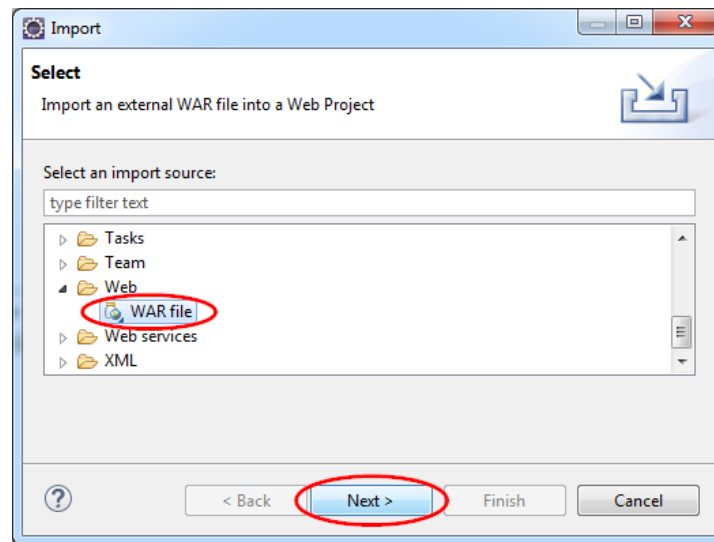 Import
Select
Import an external WAR file into a Web Project
Select an import source:
type filter text
Tasks
Team
Web
WAR file
Web services
XML
?
< Back Next > Finish Cancel